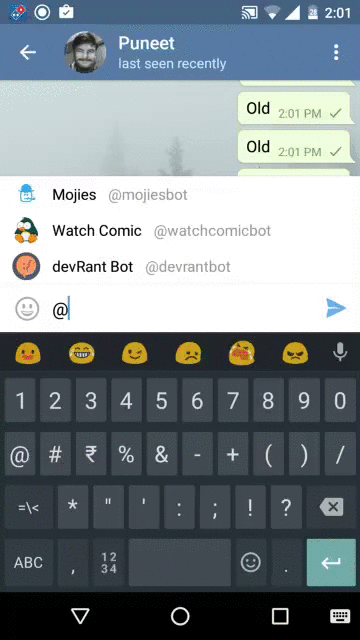 28
2:01
Puneet
last seen recently
Old 2:01 PM
Old 2:01 PM
Mojies @mojiesbot
Watch Comic @watchcomicbot
devRant Bot @devrantbot
@
1 2 3 4 5 6 7 8 9 0
@ # ₹ % & - + ( ) /
=\< * " ' : ; ! ?
ABC , 12 34 .